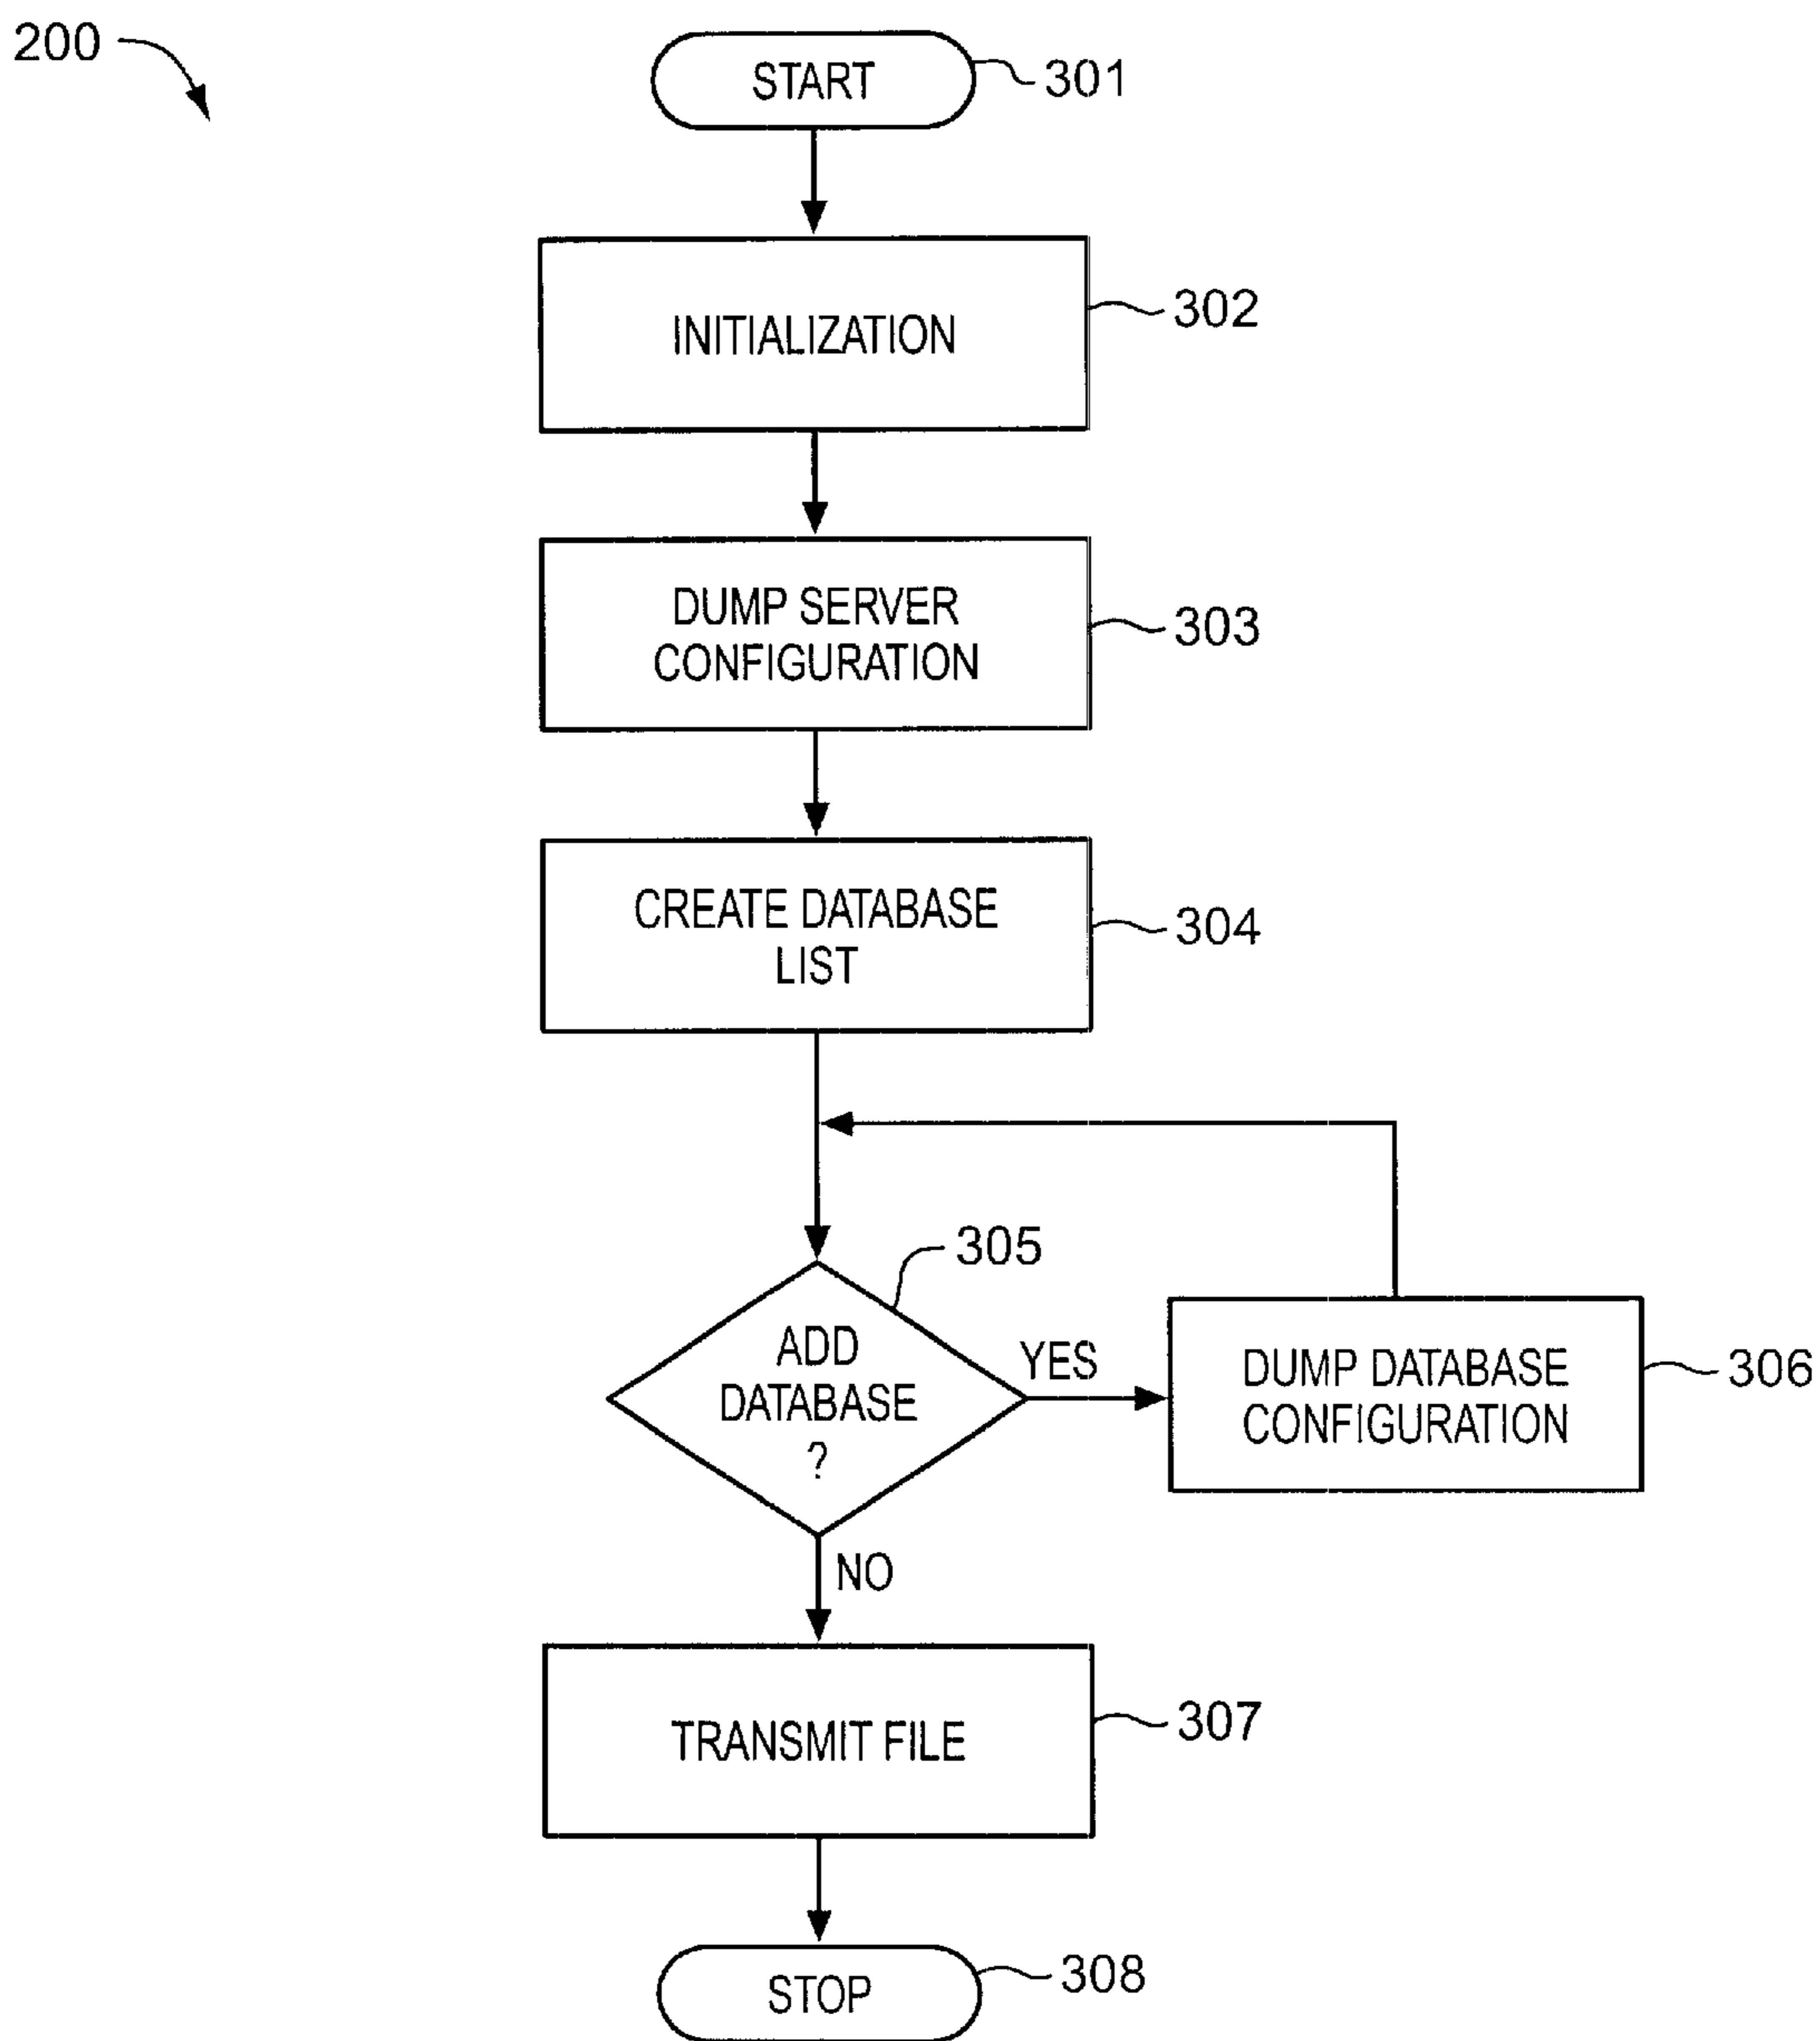 200
START
301
INITIALIZATION
302
DUMP SERVER
CONFIGURATION
303
CREATE DATABASE
LIST
304
305
ADD
DATABASE
?
YES
DUMP DATABASE
CONFIGURATION
306
NO
TRANSMIT FILE
307
STOP
308